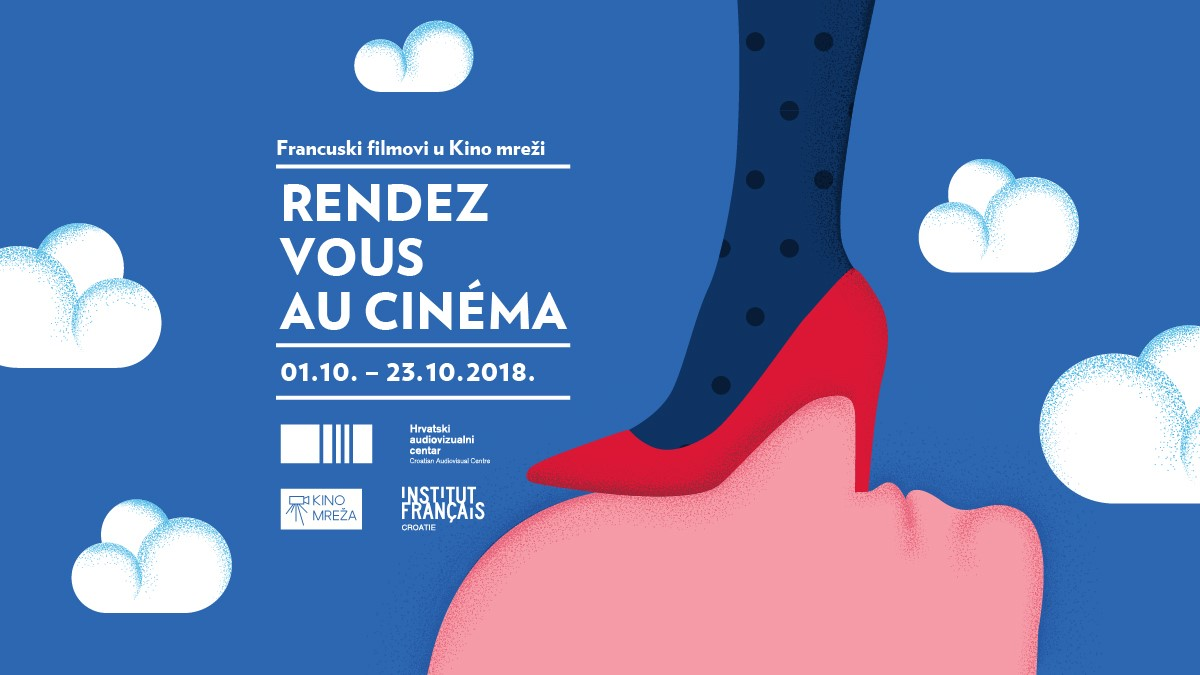 Francuski filmovi u Kino mreži
RENDEZ
VOUS
AU CINÉMA
01.10. – 23.10.2018.
Hrvatski
audiovizualni
centar
Croatian Audiovisual Centre
KINO
MREŽA
INSTITUT
FRANÇAIS
CROATIE